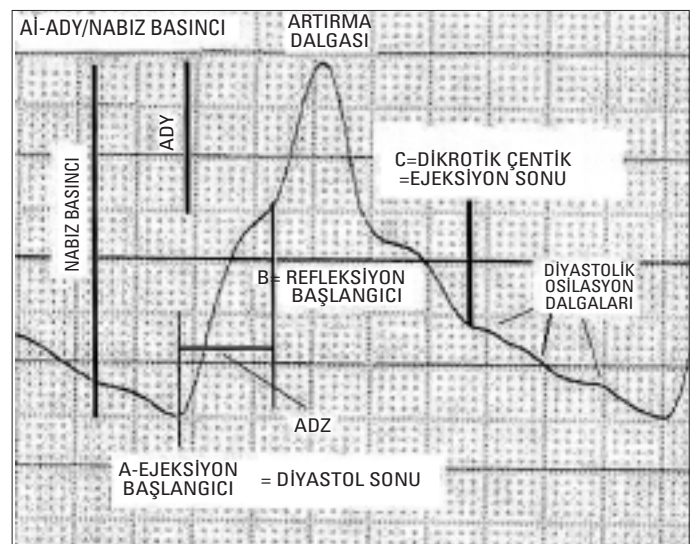 Aİ-ADY/NABIZ BASINCI
ARTIRMA
DALGASI
ADY
NABIZ BASINCI
C=DİKROTİK ÇENTİK
=EJEKSİYON SONU
B= REFLEKSİYON
BAŞLANGICI
DİYASTOLİK
OSİLASYON
DALGALARI
ADZ
A-EJEKSİYON
BAŞLANGICI
= DİYASTOL SONU